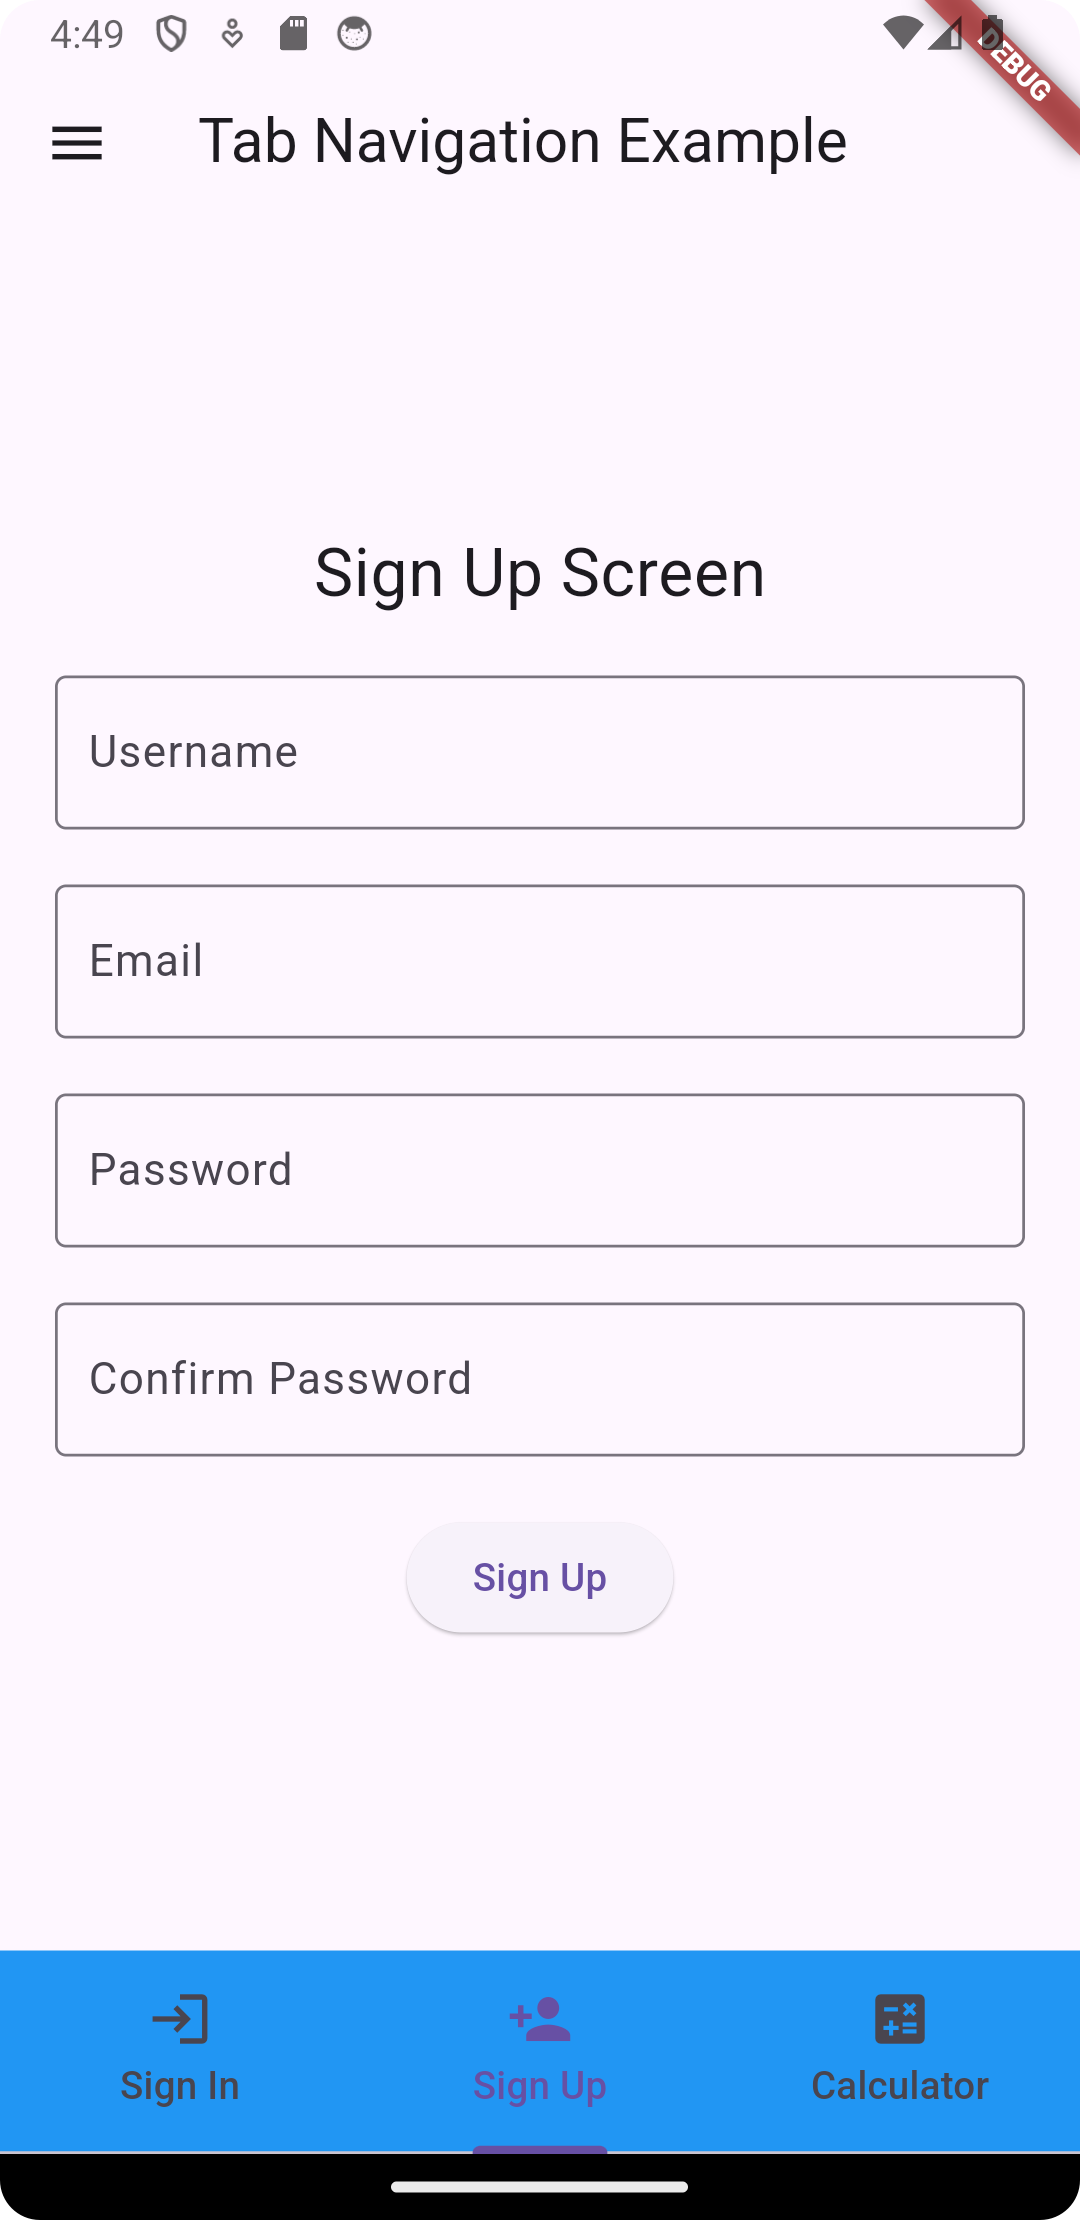 4:49
DEBUG
Tab Navigation Example
Sign Up Screen
Username
Email
Password
Confirm Password
Sign Up
Sign In
Sign Up
Calculator